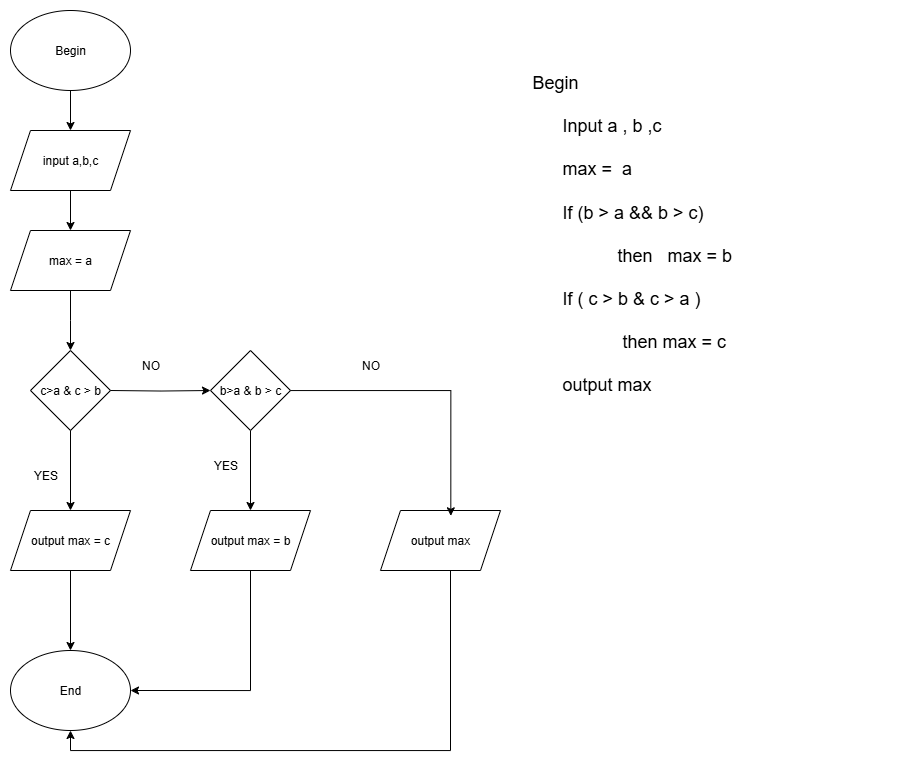 Begin
input a,b,c
max = a
c>a & c > b
NO
b>a & b > c
NO
YES
YES
output max = c
output max = b
output max
End
Begin
Input a , b ,c
max =  a
If (b > a && b > c)
then   max = b
If ( c > b & c > a )
then max = c
output max